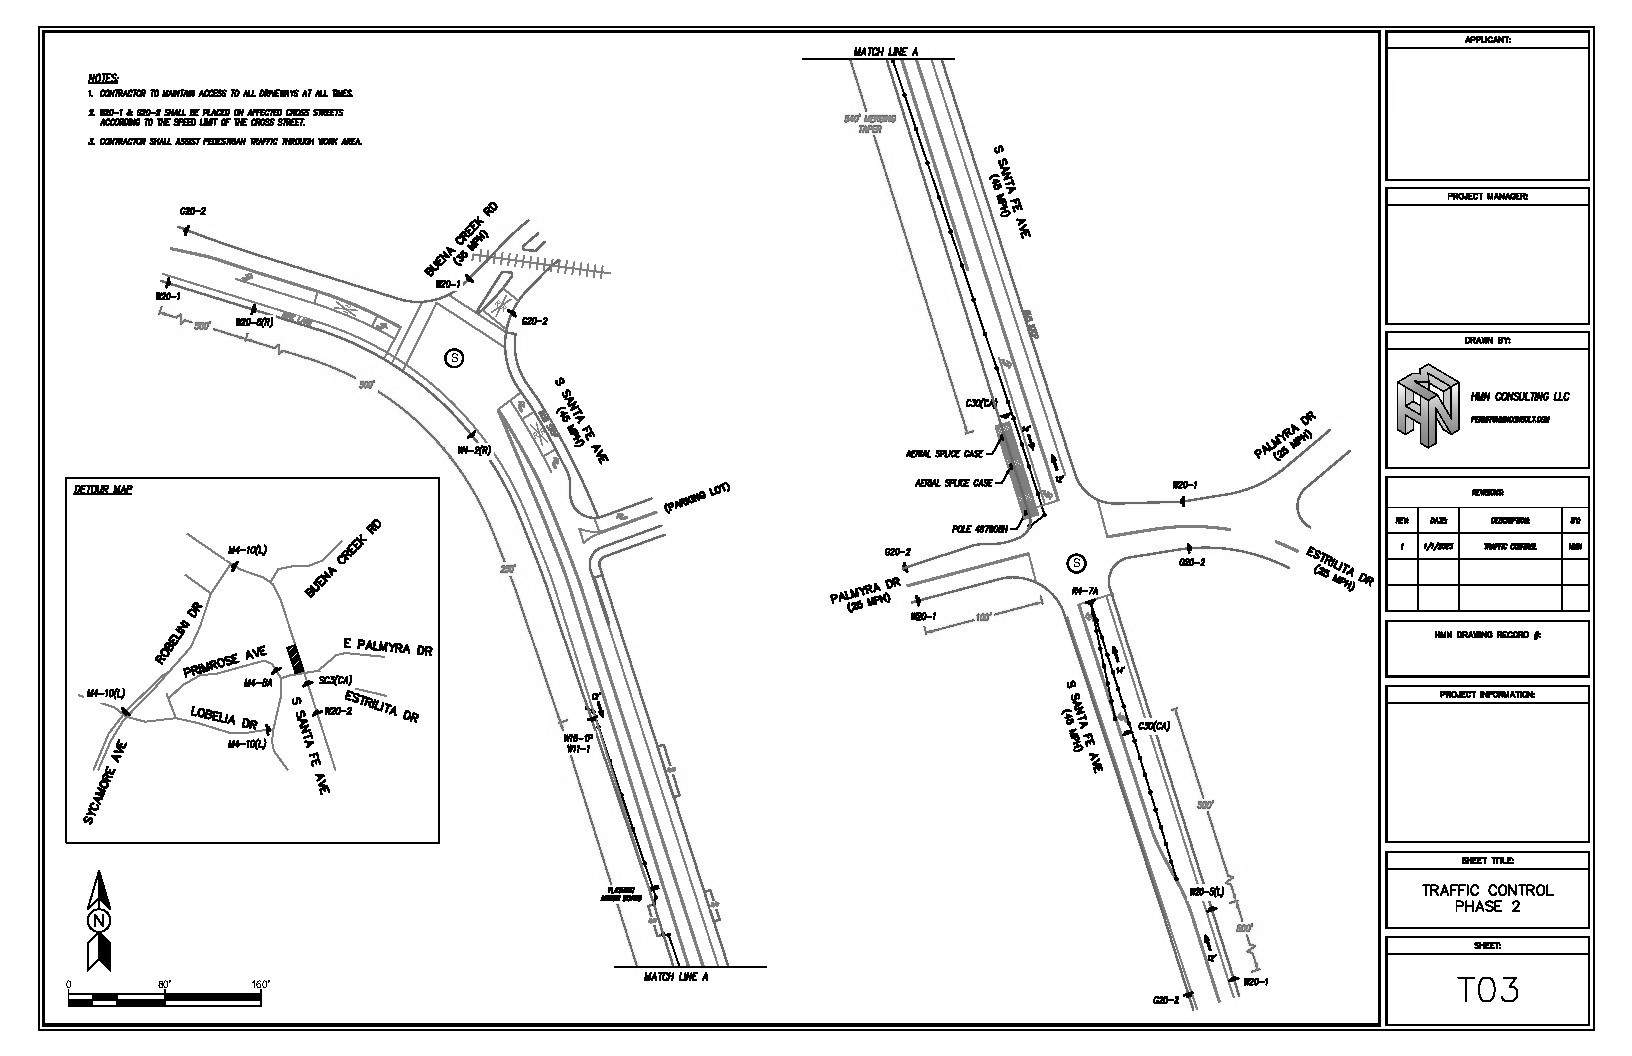 NOTES:
1. CONTRACTOR TO MAINTAIN ACCESS TO ALL DRIVEWAYS AT ALL TIMES.
2. W20-1 & G20-2 SHALL BE PLACED ON AFFECTED CROSS STREETS
ACCORDING TO THE SPEED LIMIT OF THE CROSS STREET.
3. CONTRACTOR SHALL ASSIST PEDESTRIAN TRAFFIC THROUGH WORK AREA.
G20-2
BUENA CREEK RD
(35 MPH)
W20-1
G20-2
W20-1
W20-5(R)
500'
500'
S
S SANTA FE AVE
(45 MPH)
W4-2(R)
(PARKING LOT)
250'
12'
W16-1P
W11-1
FLASHING
ARROW BOARD
MATCH LINE A
DETOUR MAP
M4-10(L)
BUENA CREEK RD
ROBELINI DR
PRIMROSE AVE
E PALMYRA DR
M4-9A
SC3(CA)
M4-10(L)
LOBELIA DR
W20-2
ESTRILITA DR
M4-10(L)
S SANTA FE AVE
SYCAMORE AVE
N
0 80' 160'
MATCH LINE A
540' MERGING
TAPER
S SANTA FE AVE
(45 MPH)
C30(CA)
AERIAL SPLICE CASE
AERIAL SPLICE CASE
12'
PALMYRA DR
(25 MPH)
W20-1
G20-2
S
G20-2
ESTRILITA DR
(25 MPH)
PALMYRA DR
(25 MPH)
W20-1
100'
R4-7A
12'
S SANTA FE AVE
(45 MPH)
C30(CA)
500'
W20-5(L)
500'
12'
G20-2
W20-1
APPLICANT:
PROJECT MANAGER:
DRAWN BY:
HMN
HMN CONSULTING LLC
REVISIONS:
REV: DATE: DESCRIPTION: BY:
1 TRAFFIC CONTROL HMN
HMN DRAWING RECORD #:
PROJECT INFORMATION:
SHEET TITLE:
TRAFFIC CONTROL
PHASE 2
SHEET:
T03